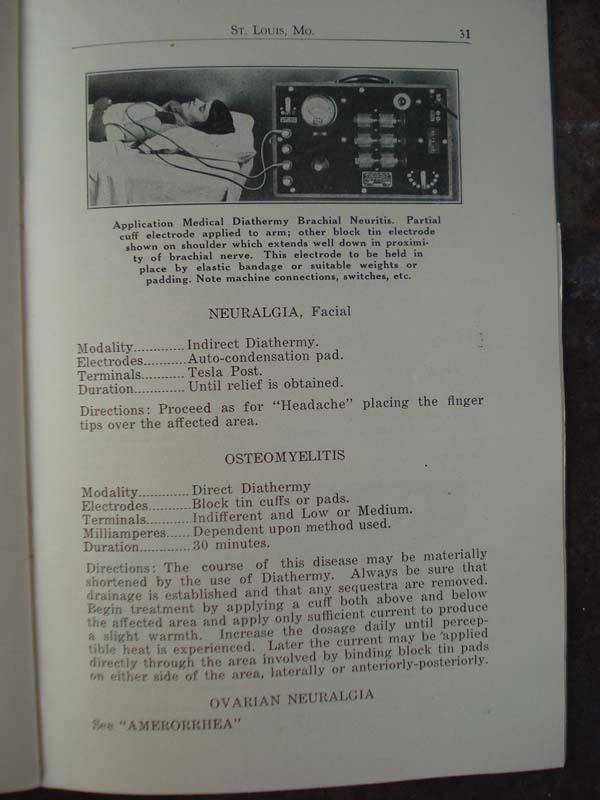 St. Louis, Mo. 31
Application Medical Diathermy Brachial Neuritis. Partial
cuff electrode applied to arm; other block tin electrode
shown on shoulder which extends well down in proximi-
ty of brachial nerve. This electrode to be held in
place by elastic bandage or suitable weights or
padding. Note machine connections, switches, etc.
NEURALGIA, Facial
Modality............Indirect Diathermy.
Electrodes..........Auto-condensation pad.
Terminals...........Tesla Post.
Duration.............Until relief is obtained.
Directions: Proceed as for "Headache" placing the finger
tips over the affected area.
OSTEOMYELITIS
Modality.............Direct Diathermy
Electrodes...........Block tin cuffs or pads.
Terminals............Indifferent and Low or Medium.
Milliamperes.......Dependent upon method used.
Duration.............30 minutes.
Directions: The course of this disease may be materially
shortened by the use of Diathermy. Always be sure that
drainage is established and that any sequestra are removed.
Begin treatment by applying a cuff both above and below
the affected area and apply only sufficient current to produce
a slight warmth. Increase the dosage daily until percep-
tible heat is experienced. Later the current may be applied
directly through the area involved by binding block tin pads
on either side of the area, laterally or anteriorly-posteriorly.
OVARIAN NEURALGIA
See "AMERORRHEA"